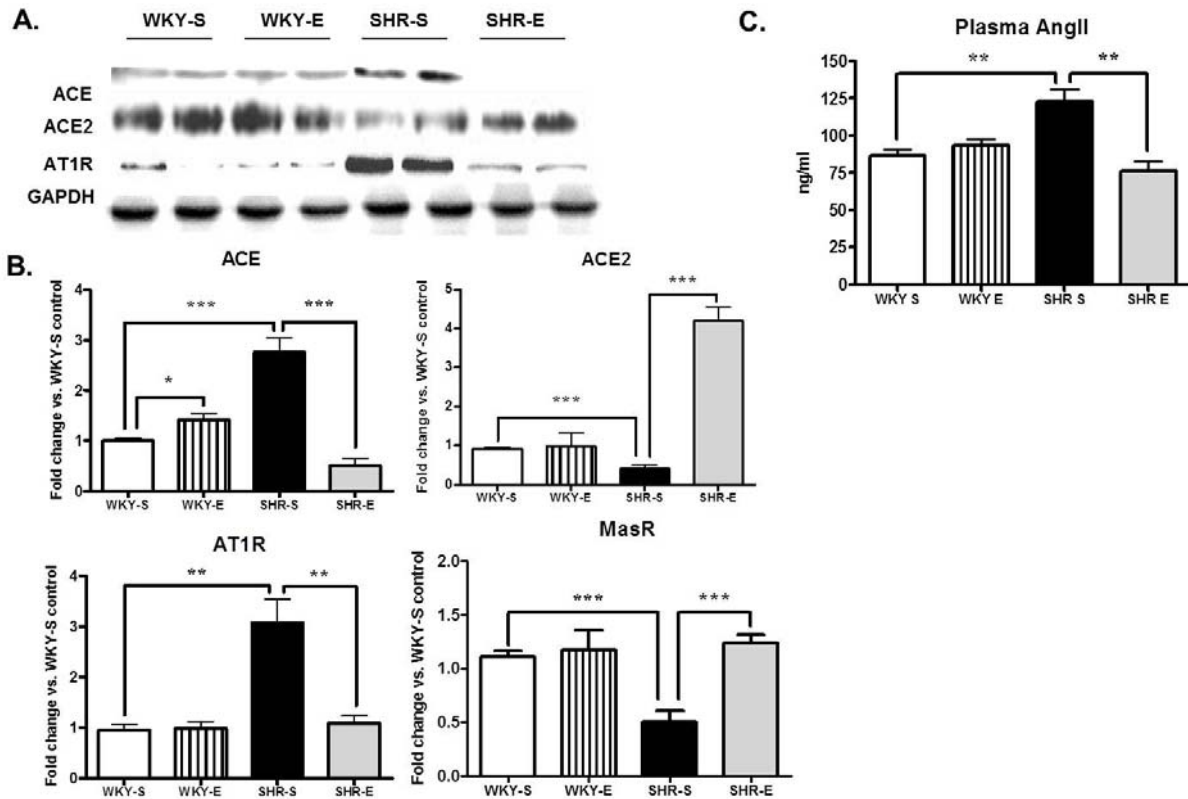 A.
WKY-S WKY-E SHR-S SHR-E
ACE
ACE2
AT1R
GAPDH
B.
ACE
Fold change vs. WKY-S control
4
3
2
1
0
***
***
*
WKY-S WKY-E SHR-S SHR-E
ACE2
Fold change vs. WKY-S control
5
4
3
2
1
0
***
***
WKY-S WKY-E SHR-S SHR-E
AT1R
Fold change vs. WKY-S control
4
3
2
1
0
**
**
WKY-S WKY-E SHR-S SHR-E
MasR
Fold change vs. WKY-S control
2.0
1.5
1.0
0.5
0.0
***
***
WKY-S WKY-E SHR-S SHR-E
C.
Plasma AngII
ng/ml
150
125
100
75
50
25
0
**
**
WKY S WKY E SHR S SHR E